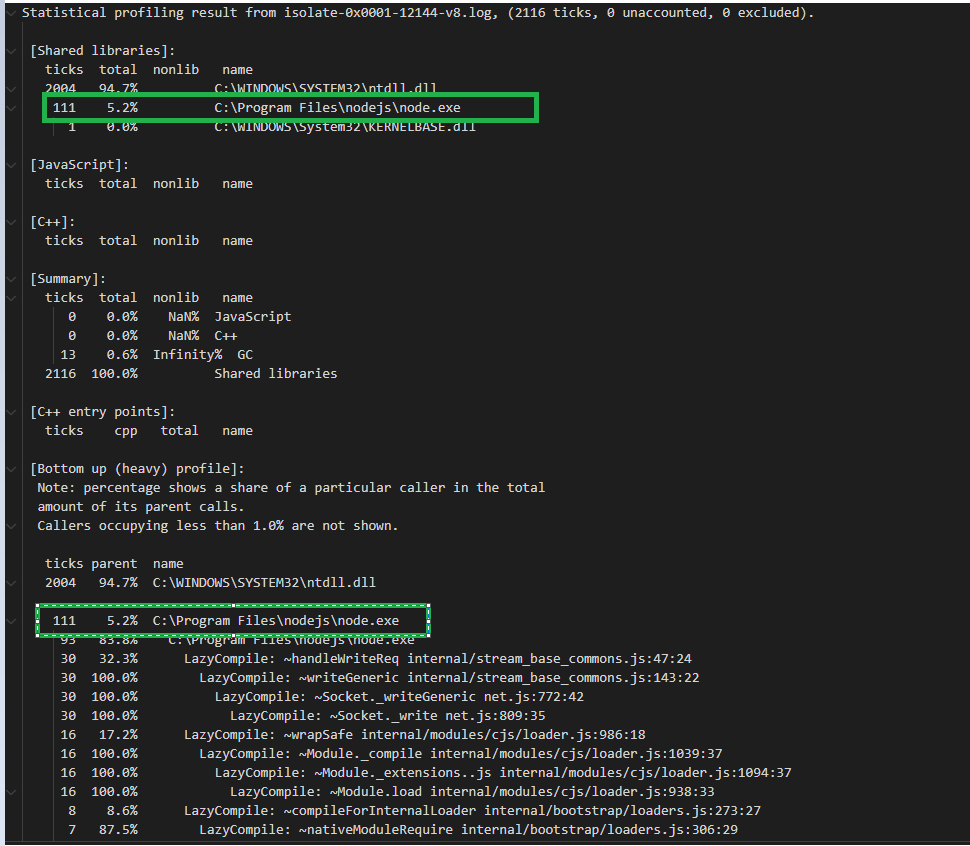 Statistical profiling result from isolate-0x0001-12144-v8.log, (2116 ticks, 0 unaccounted, 0 excluded).
[Shared libraries]:
ticks total nonlib name
2004 94.7% C:\WINDOWS\SYSTEM32\ntdll.dll
111 5.2% C:\Program Files\nodejs\node.exe
1 0.0% C:\WINDOWS\System32\KERNELBASE.dll
[JavaScript]:
ticks total nonlib name
[C++]:
ticks total nonlib name
[Summary]:
ticks total nonlib name
0 0.0% NaN% JavaScript
0 0.0% NaN% C++
13 0.6% Infinity% GC
2116 100.0% Shared libraries
[C++ entry points]:
ticks cpp total name
[Bottom up (heavy) profile]:
Note: percentage shows a share of a particular caller in the total
amount of its parent calls.
Callers occupying less than 1.0% are not shown.
ticks parent name
2004 94.7% C:\WINDOWS\SYSTEM32\ntdll.dll
111 5.2% C:\Program Files\nodejs\node.exe
93 83.8% C:\Program Files\nodejs\node.exe
30 32.3% LazyCompile: ~handleWriteReq internal/stream_base_commons.js:47:24
30 100.0% LazyCompile: ~writeGeneric internal/stream_base_commons.js:143:22
30 100.0% LazyCompile: ~Socket._writeGeneric net.js:772:42
30 100.0% LazyCompile: ~Socket._write net.js:809:35
16 17.2% LazyCompile: ~wrapSafe internal/modules/cjs/loader.js:986:18
16 100.0% LazyCompile: ~Module._compile internal/modules/cjs/loader.js:1039:37
16 100.0% LazyCompile: ~Module._extensions..js internal/modules/cjs/loader.js:1094:37
16 100.0% LazyCompile: ~Module.load internal/modules/cjs/loader.js:938:33
8 8.6% LazyCompile: ~compileForInternalLoader internal/bootstrap/loaders.js:273:27
7 87.5% LazyCompile: ~nativeModuleRequire internal/bootstrap/loaders.js:306:29